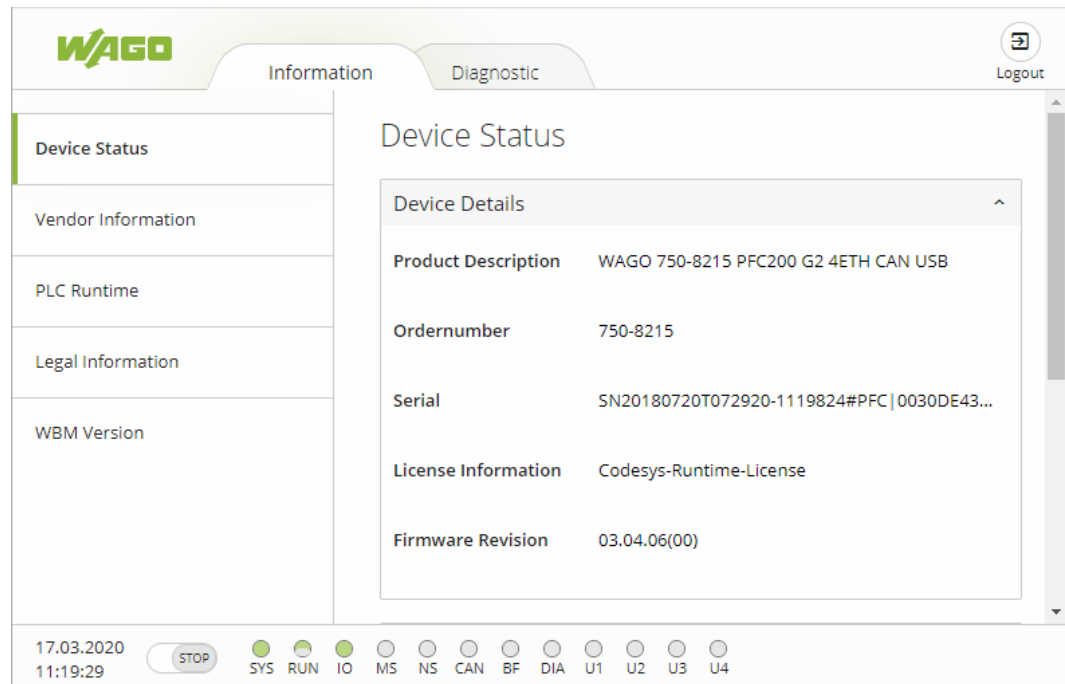 WAGO
Information
Diagnostic
Logout
Device Status
Vendor Information
PLC Runtime
Legal Information
WBM Version
Device Status
Device Details
Product Description WAGO 750-8215 PFC200 G2 4ETH CAN USB
Ordernumber 750-8215
Serial SN20180720T072920-1119824#PFC|0030DE43...
License Information Codesys-Runtime-License
Firmware Revision 03.04.06(00)
17.03.2020
11:19:29
STOP
SYS RUN IO MS NS CAN BF DIA U1 U2 U3 U4